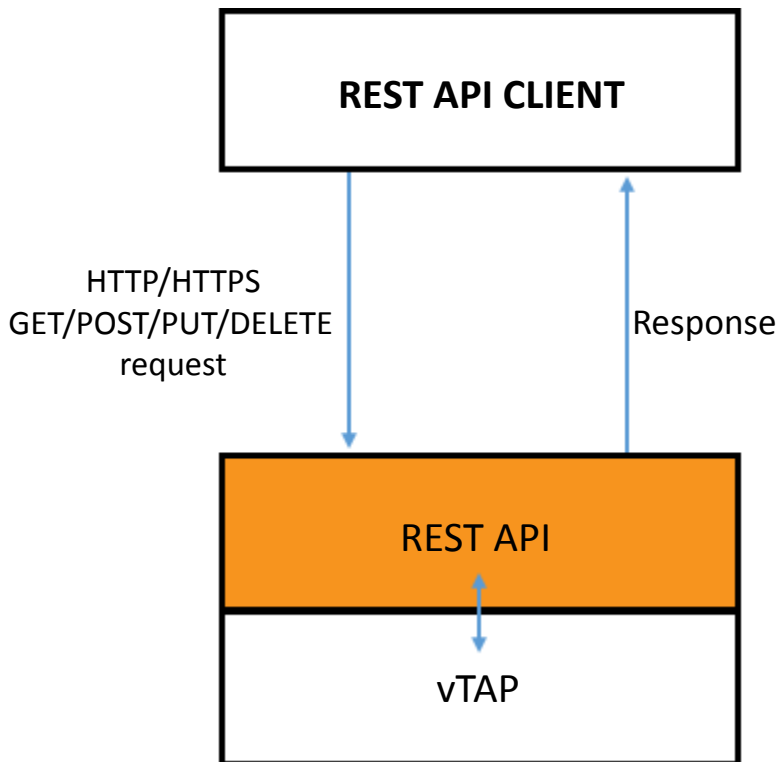 REST API CLIENT
HTTP/HTTPS
GET/POST/PUT/DELETE
request
Response
REST API
vTAP